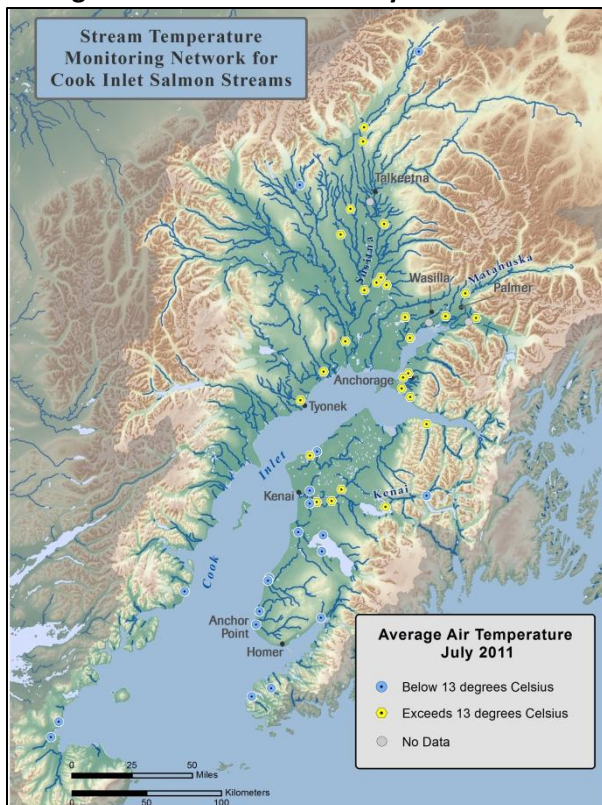 Stream Temperature
Monitoring Network for
Cook Inlet Salmon Streams
Talkeetna
Susitna
Matanuska
Wasilla
Palmer
Anchorage
Tyonek
Inlet
Kenai
Kenai
Cook
Anchor
Point
Homer
Average Air Temperature
July 2011
Below 13 degrees Celsius
Exceeds 13 degrees Celsius
No Data
0 25 50
Miles
Kilometers
0 50 100